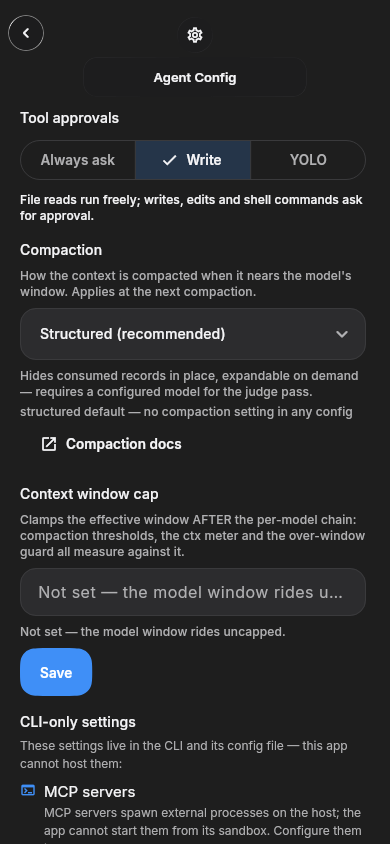 Agent Config
Tool approvals
Always ask
Write
YOLO
File reads run freely; writes, edits and shell commands ask
for approval.
Compaction
How the context is compacted when it nears the model's
window. Applies at the next compaction.
Structured (recommended)
Hides consumed records in place, expandable on demand
— requires a configured model for the judge pass.
structured default — no compaction setting in any config
Compaction docs
Context window cap
Clamps the effective window AFTER the per-model chain:
compaction thresholds, the ctx meter and the over-window
guard all measure against it.
Not set — the model window rides u...
Not set — the model window rides uncapped.
Save
CLI-only settings
These settings live in the CLI and its config file — this app
cannot host them:
MCP servers
MCP servers spawn external processes on the host; the
app cannot start them from its sandbox. Configure them